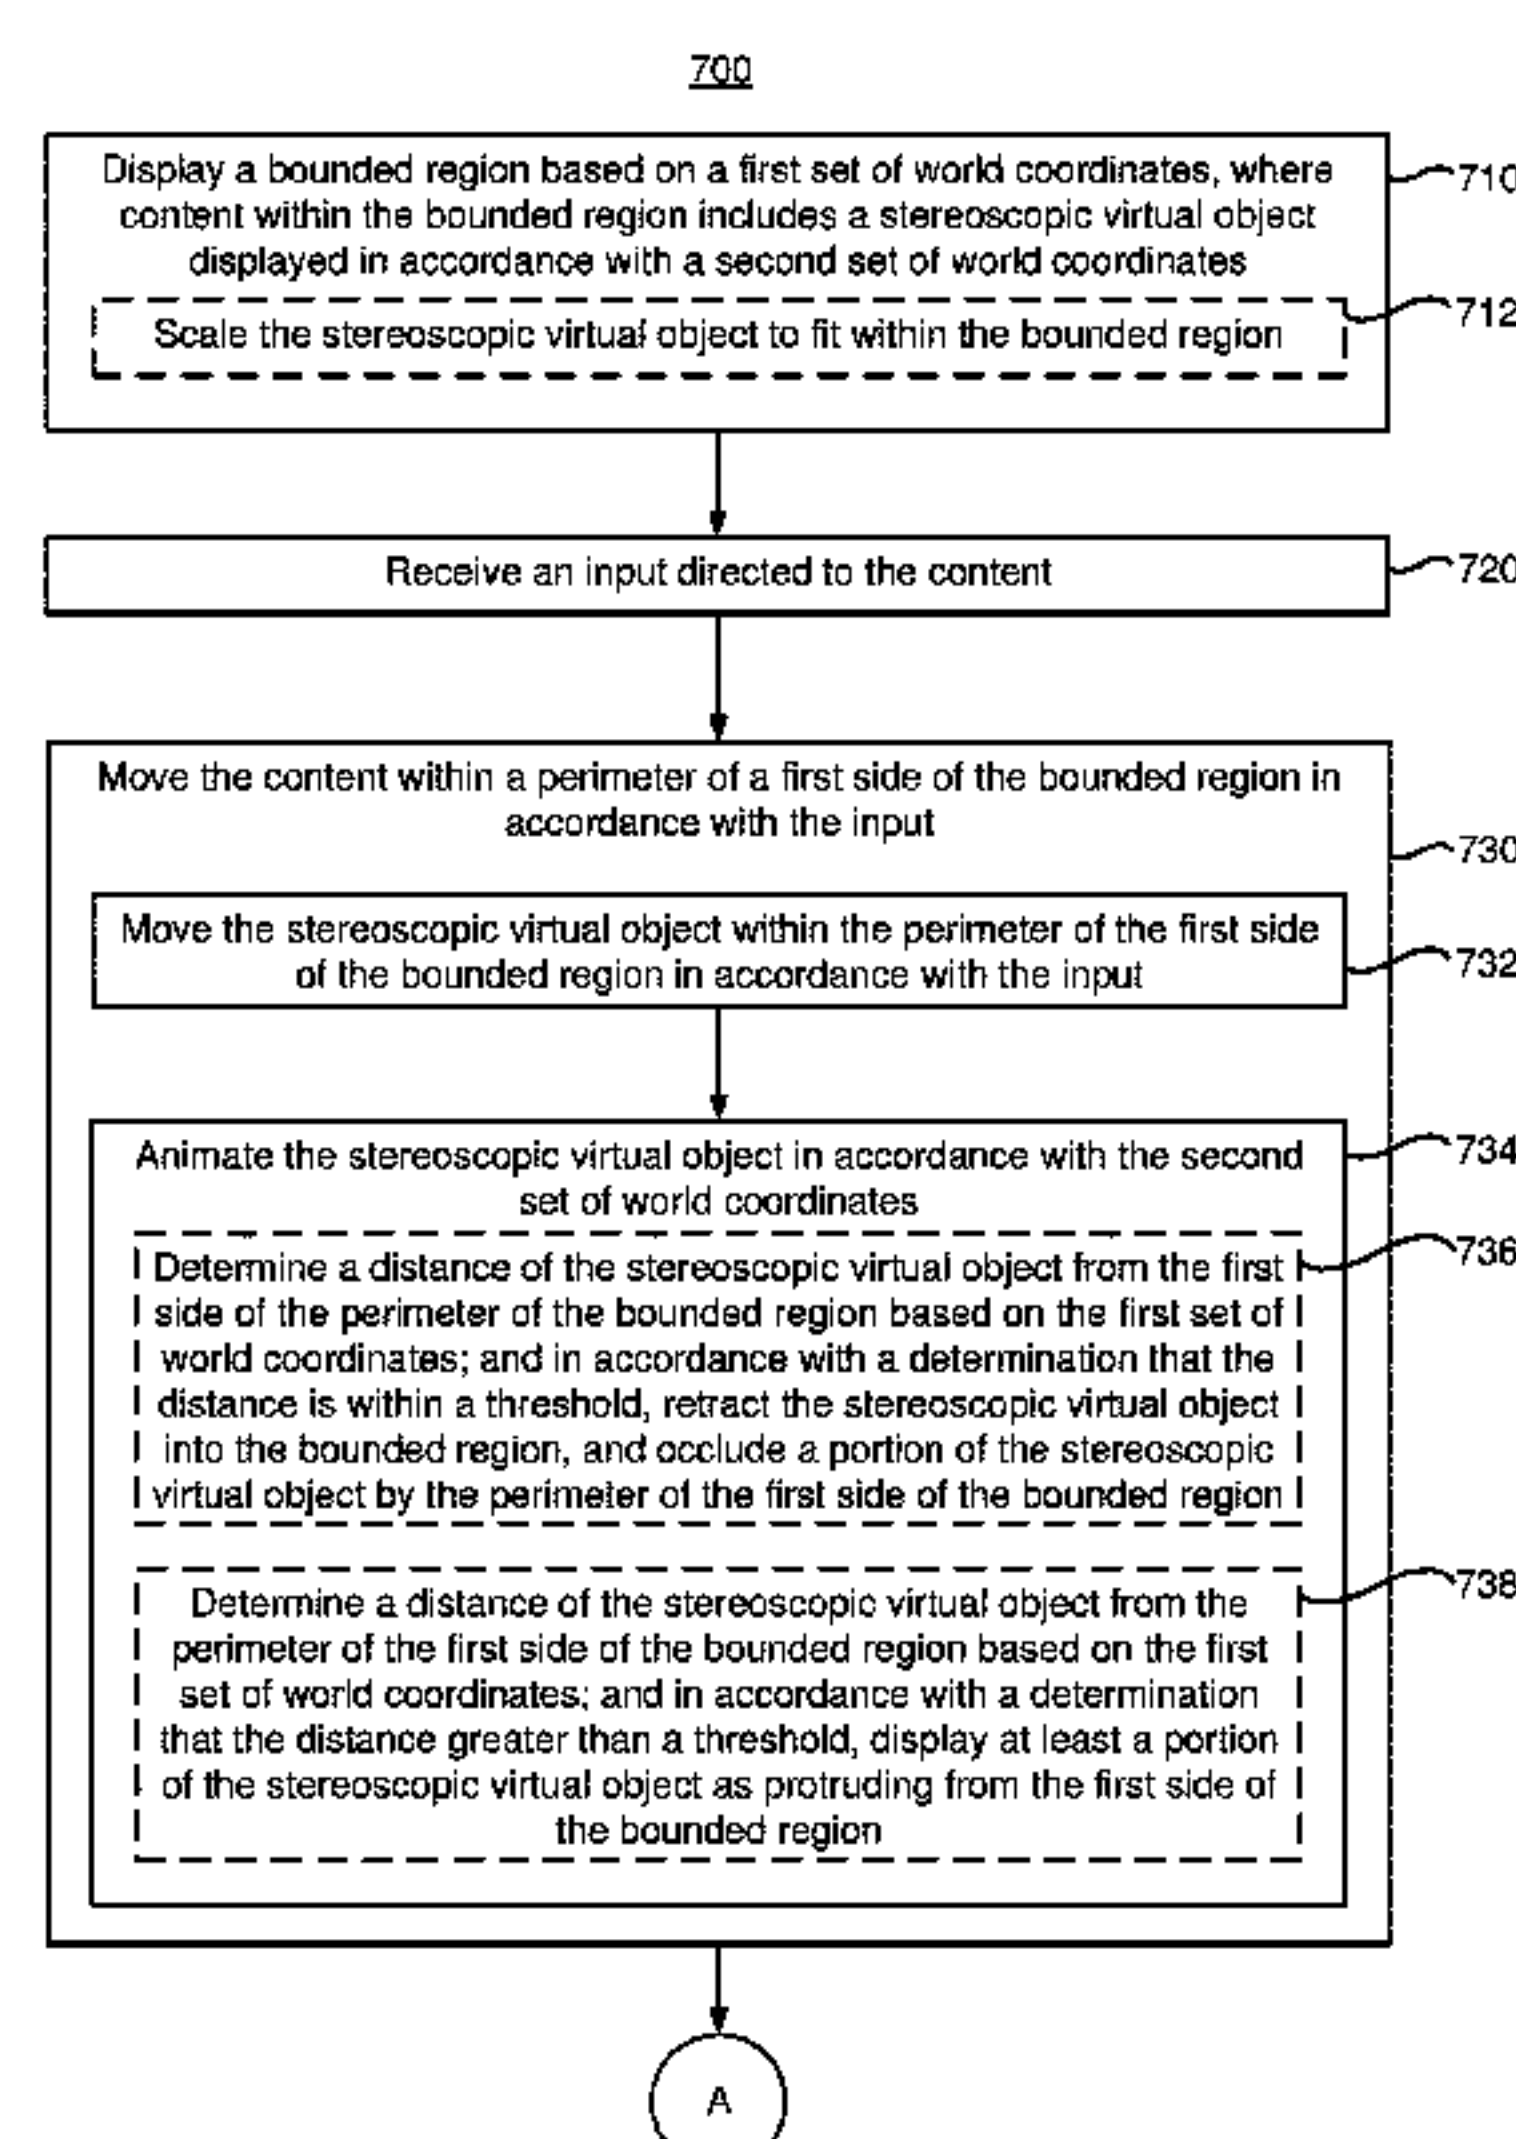 700
Display a bounded region based on a first set of world coordinates, where
content within the bounded region includes a stereoscopic virtual object
displayed in accordance with a second set of world coordinates
710
Scale the stereoscopic virtual object to fit within the bounded region
712
Receive an input directed to the content
720
Move the content within a perimeter of a first side of the bounded region in
accordance with the input
730
Move the stereoscopic virtual object within the perimeter of the first side
of the bounded region in accordance with the input
732
Animate the stereoscopic virtual object in accordance with the second
set of world coordinates
734
Determine a distance of the stereoscopic virtual object from the first
side of the perimeter of the bounded region based on the first set of
world coordinates; and in accordance with a determination that the
distance is within a threshold, retract the stereoscopic virtual object
into the bounded region, and occlude a portion of the stereoscopic
virtual object by the perimeter of the first side of the bounded region
736
Determine a distance of the stereoscopic virtual object from the
perimeter of the first side of the bounded region based on the first
set of world coordinates; and in accordance with a determination
that the distance greater than a threshold, display at least a portion
of the stereoscopic virtual object as protruding from the first side of
the bounded region
738
A